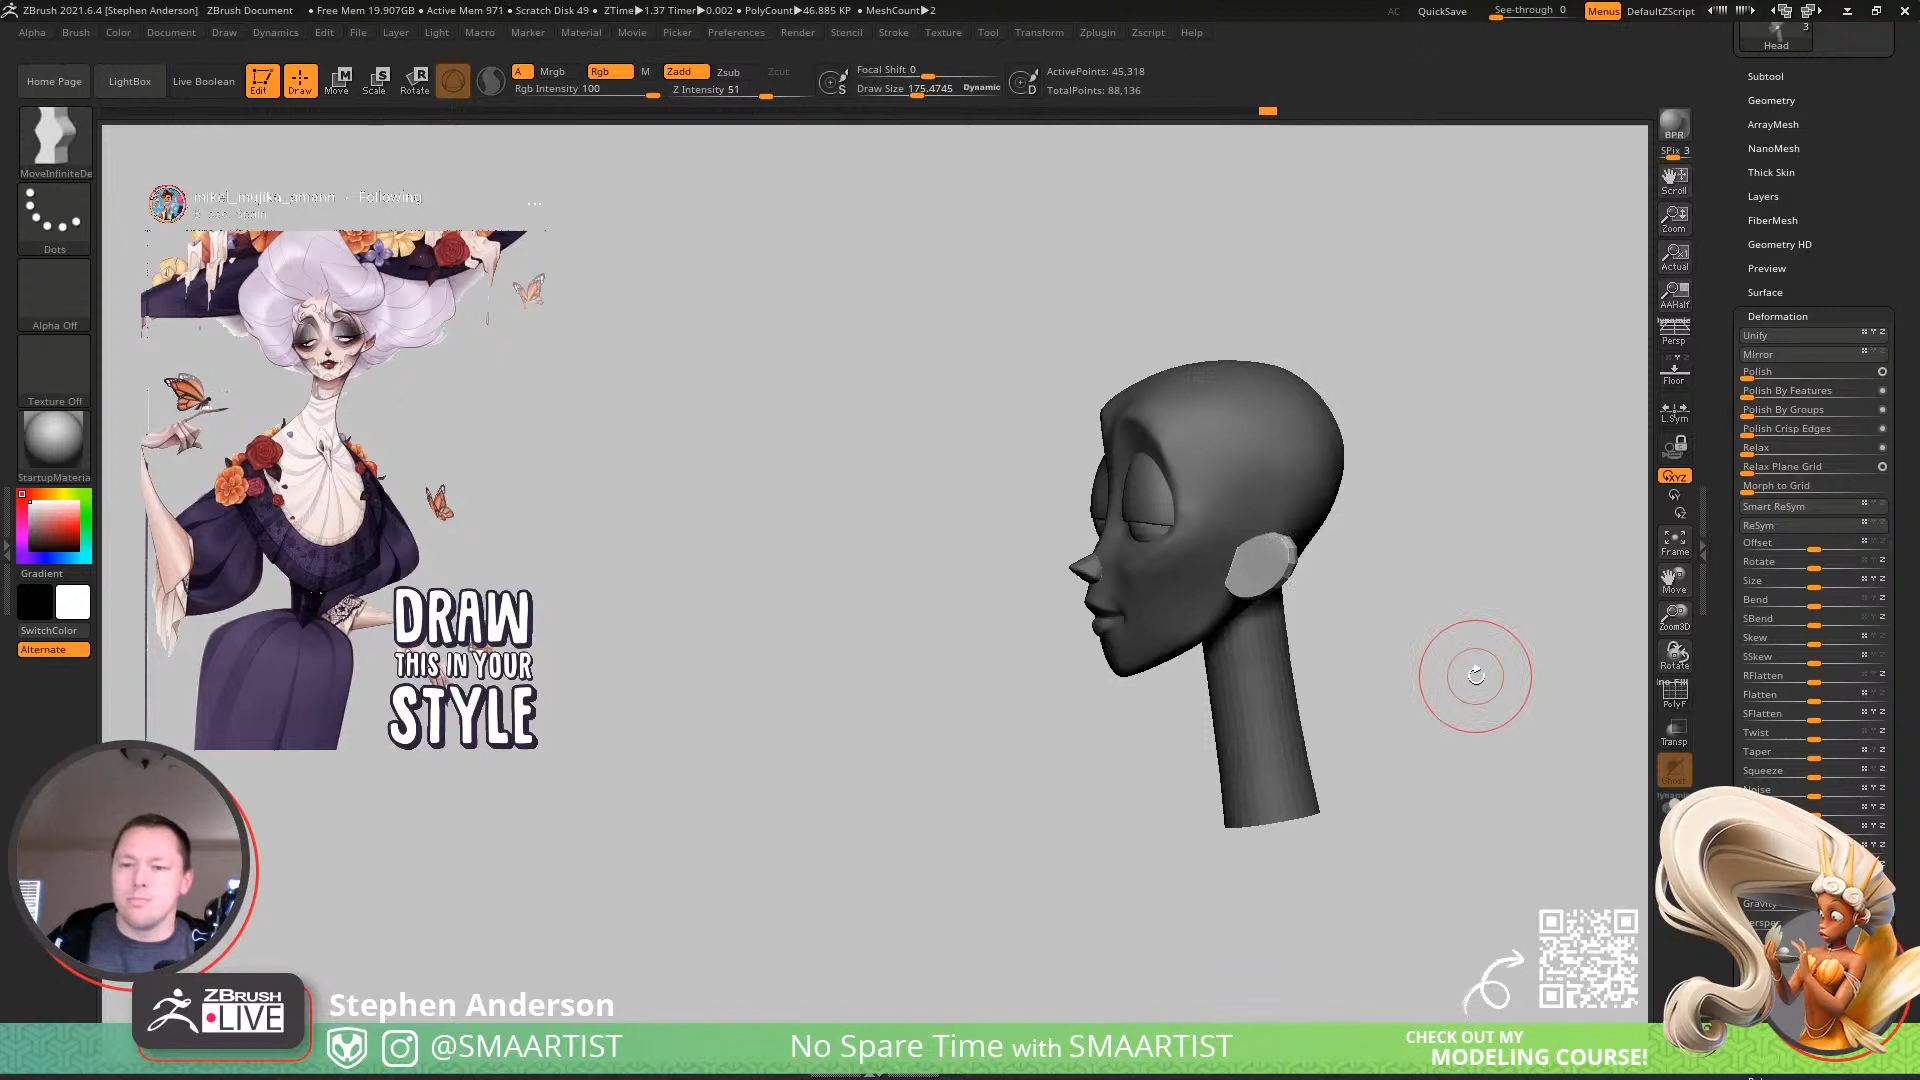 ZBrush 2021.6.4 [Stephen Anderson] ZBrush Document ● Free Mem 19.907GB ● Active Mem 971 ● Scratch Disk 49 ● ZTime▶1.37 Timer▶0.002 ● PolyCount▶46.885 KP ● MeshCount▶2
AC QuickSave See-through 0 Menus DefaultZScript
Alpha Brush Color Document Draw Dynamics Edit File Layer Light Macro Marker Material Movie Picker Preferences Render Stencil Stroke Texture Tool Transform Zplugin Zscript Help
Home Page
LightBox
Live Boolean
Edit
Draw
Move
Scale
Rotate
A Mrgb
Rgb M
Rgb Intensity 100
Zadd Zsub Zcut
Z Intensity 51
S
Focal Shift 0
Draw Size 175.4745 Dynamic
D
ActivePoints: 45,318
TotalPoints: 88,136
MoveInfiniteDe
Dots
Alpha Off
Texture Off
StartupMateria
Gradient
SwitchColor
Alternate
mikel_mujika_amann · Following
...
DRAW
THIS IN YOUR
STYLE
BPR
SPix 3
Scroll
Zoom
Actual
AAHalf
Persp
Floor
L.Sym
XYZ
Y
Z
Frame
Move
Zoom3D
Rotate
PolyF
Transp
Ghost
3
Head
Subtool
Geometry
ArrayMesh
NanoMesh
Thick Skin
Layers
FiberMesh
Geometry HD
Preview
Surface
Deformation
Unify
Mirror
Polish
Polish By Features
Polish By Groups
Polish Crisp Edges
Relax
Relax Plane Grid
Morph to Grid
Smart ReSym
ReSym
Offset
Rotate
Size
Bend
SBend
Skew
SSkew
RFlatten
Flatten
SFlatten
Twist
Taper
Squeeze
Noise
Gravity
ZBRUSH
LIVE
Stephen Anderson
@SMAARTIST
No Spare Time with SMAARTIST
CHECK OUT MY
MODELING COURSE!